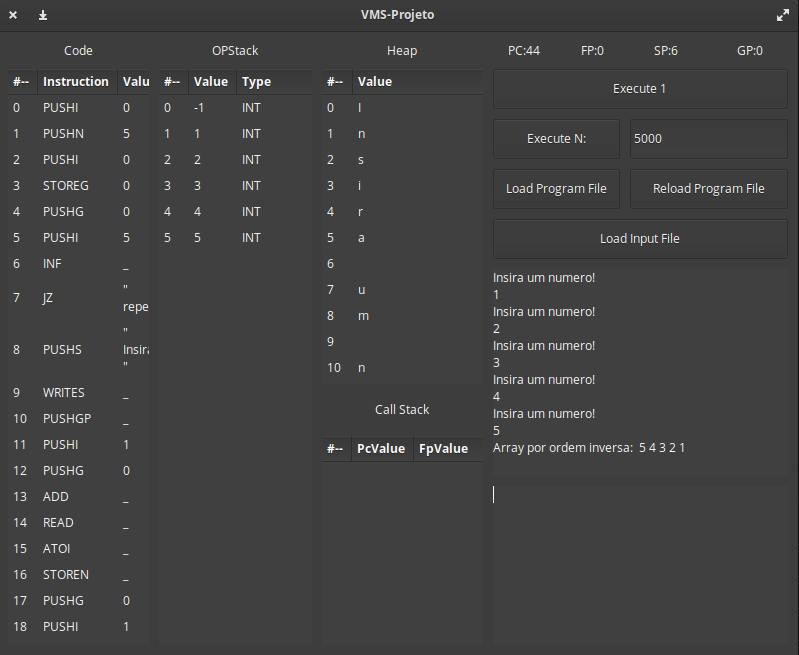 VMS-Projeto
Code OPStack Heap PC:44 FP:0 SP:6 GP:0
#-- Instruction Valu #-- Value Type #-- Value
0 PUSHI 0 0 -1 INT 0 I
1 PUSHN 5 1 1 INT 1 n
2 PUSHI 0 2 2 INT 2 s
3 STOREG 0 3 3 INT 3 i
4 PUSHG 0 4 4 INT 4 r
5 PUSHI 5 5 5 INT 5 a
6 INF _ 6
7 JZ " repe 7 u
8 PUSHS " Insira " 8 m
9
10 n
9 WRITES _
10 PUSHGP _
11 PUSHI 1
12 PUSHG 0
13 ADD _
14 READ _
15 ATOI _
16 STOREN _
17 PUSHG 0
18 PUSHI 1
Call Stack
#-- PcValue FpValue
Execute 1
Execute N: 5000
Load Program File Reload Program File
Load Input File
Insira um numero!
1
Insira um numero!
2
Insira um numero!
3
Insira um numero!
4
Insira um numero!
5
Array por ordem inversa: 5 4 3 2 1